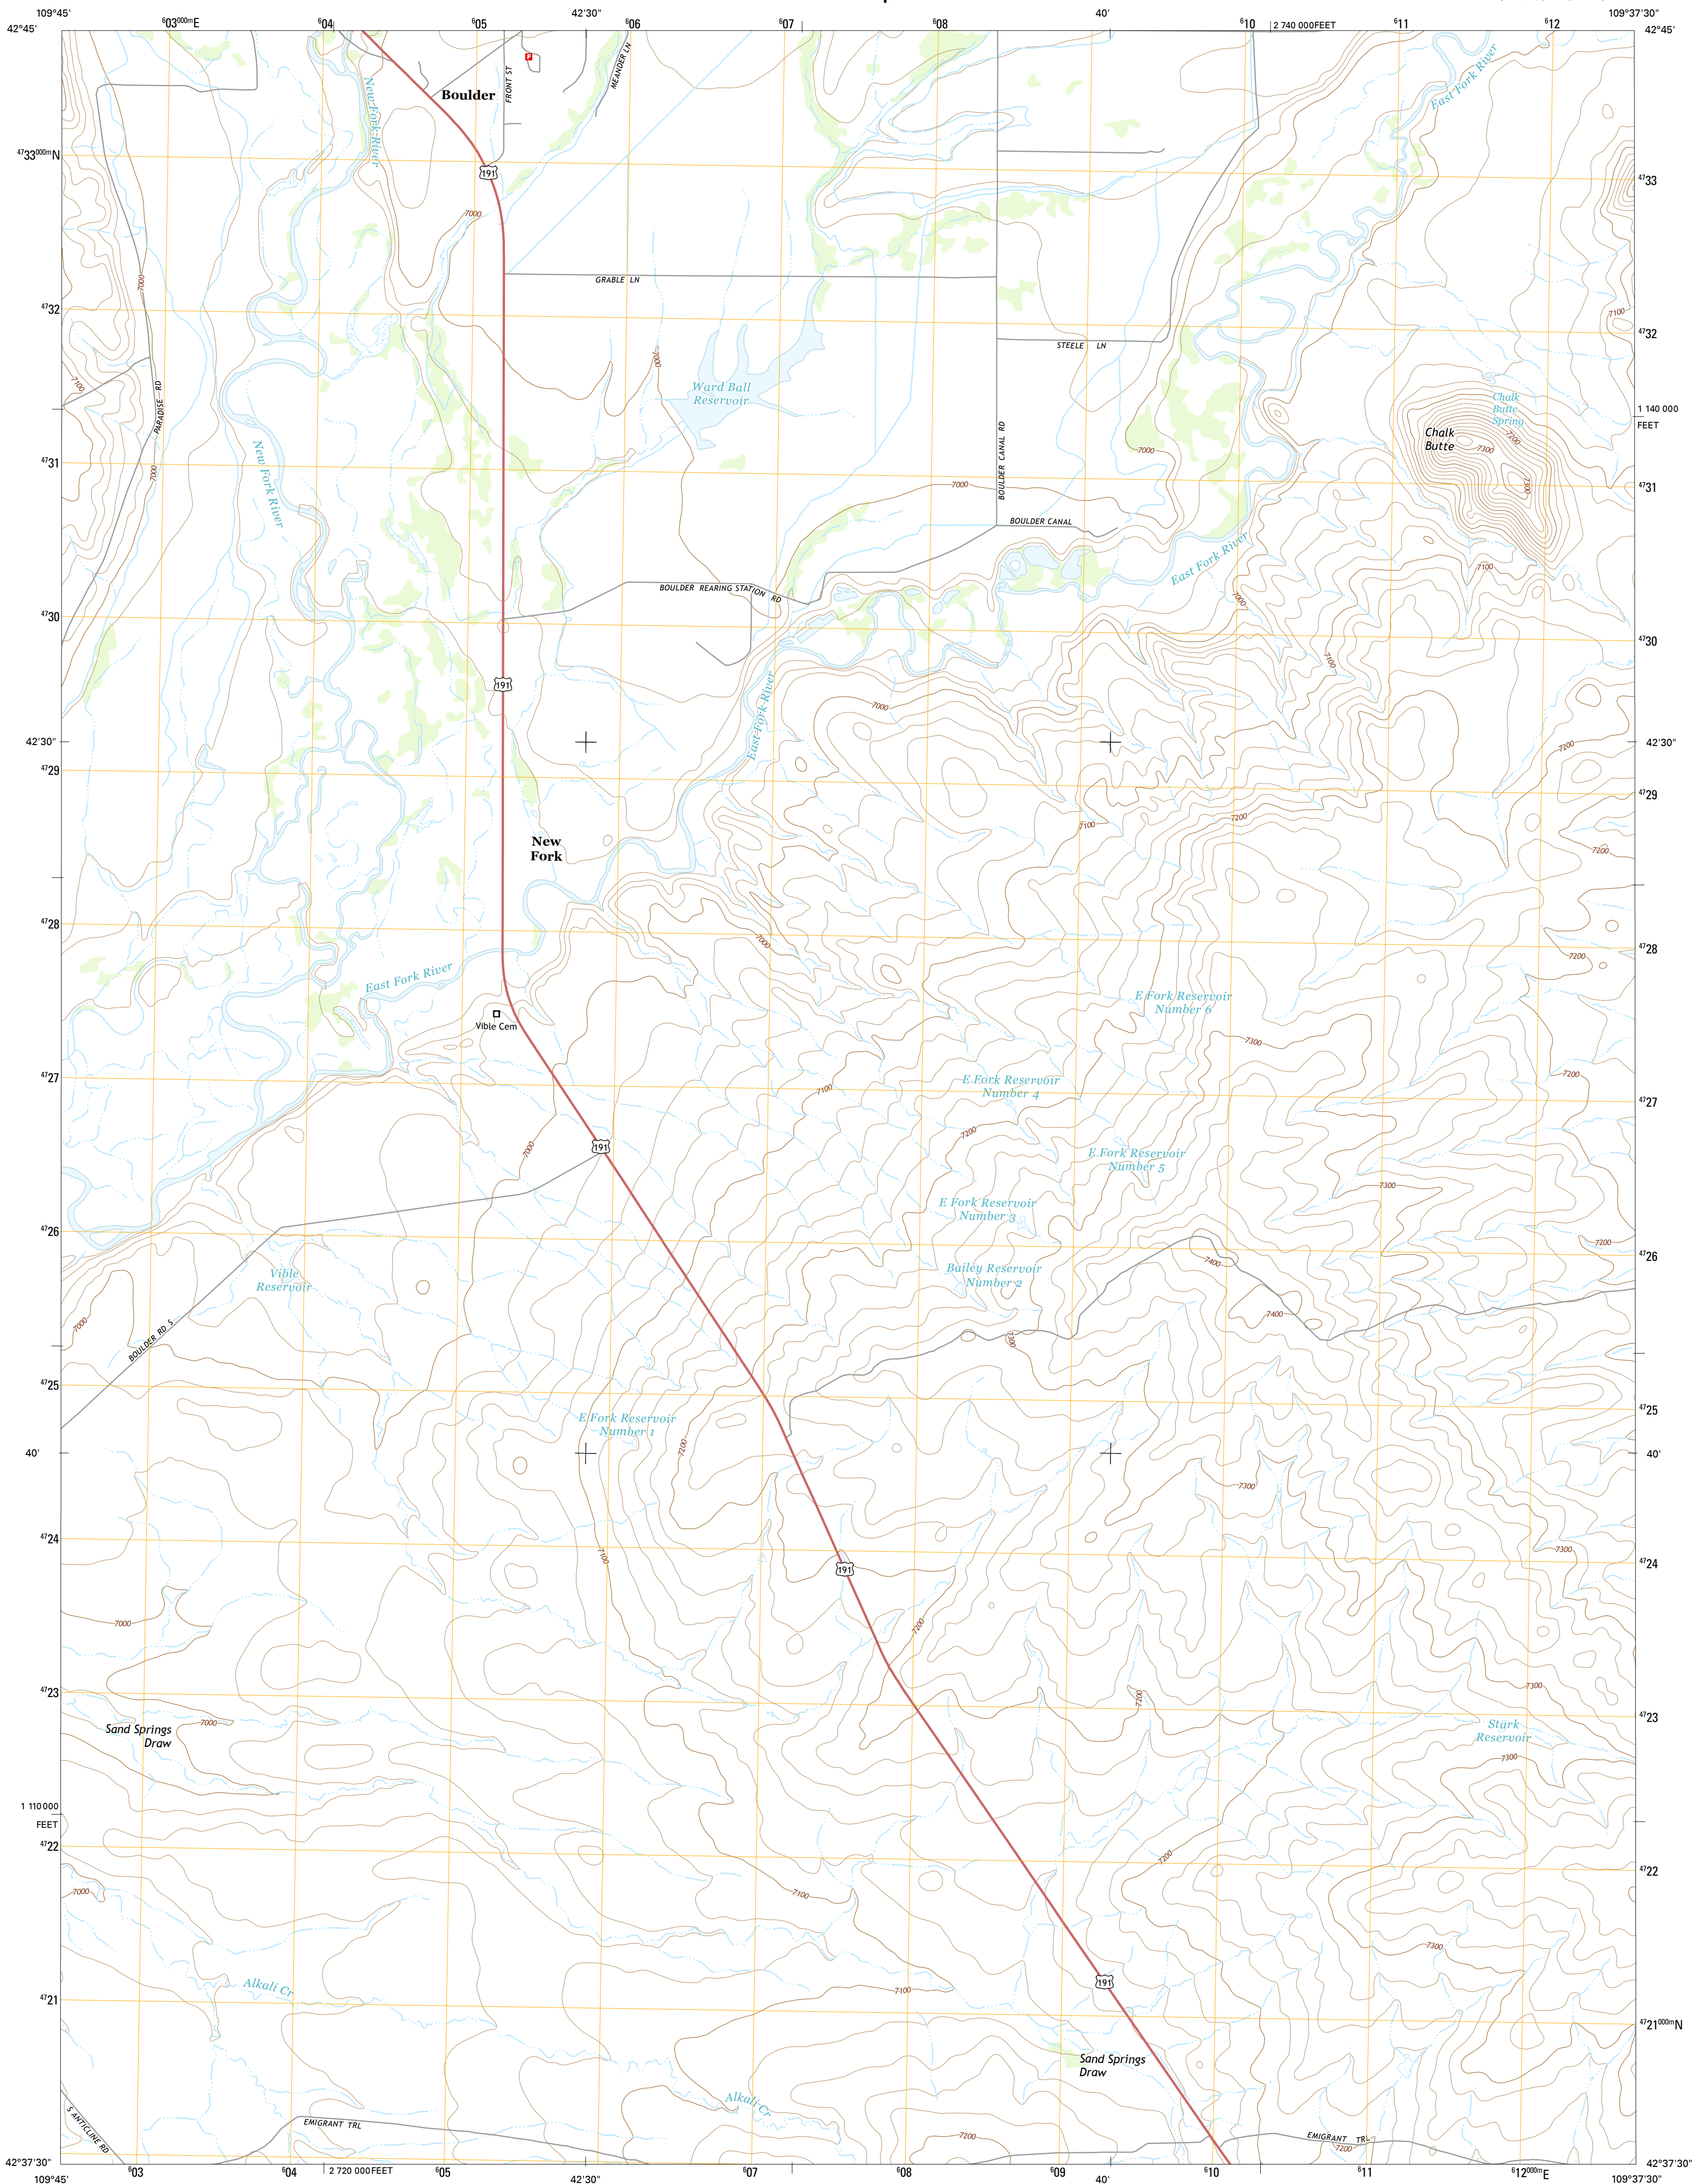 109°45'
⁶03⁰⁰⁰ᵐE
⁶04
⁶05
42'30"
⁶06
⁶07
⁶08
40'
⁶10
2 740 000 FEET
⁶11
⁶12
109°37'30"
42°45'
42°45'
F
FRONT ST
MEANDER LN
New Fork River
Boulder
East Fork River
⁴⁷33⁰⁰⁰ᵐN
191
⁴⁷33
7000
7000
GRABLE LN
⁴⁷32
7100
⁴⁷32
STEELE LN
7000
7100
PARADISE RD
Ward Ball
Reservoir
Chalk
Butte
Spring
1 140 000
FEET
Chalk
Butte
7200
7300
BOULDER CANAL RD
7000
New Fork River
⁴⁷31
7000
7000
7300
⁴⁷31
BOULDER CANAL
East Fork River
7100
BOULDER REARING STATION RD
7000
⁴⁷30
⁴⁷30
7100
191
East Fork River
7000
42'30"
7200
42'30"
⁴⁷29
⁴⁷29
7100
7200
New
Fork
7200
⁴⁷28
7000
⁴⁷28
7200
East Fork River
E Fork Reservoir
Number 6
Vible Cem
7300
⁴⁷27
E Fork Reservoir
Number 4
7100
7200
⁴⁷27
7200
191
7000
E Fork Reservoir
Number 5
7300
E Fork Reservoir
Number 3
⁴⁷26
7200
⁴⁷26
Vible
Reservoir
Bailey Reservoir
Number 2
7400
7400
7000
BOULDER RD S
7300
⁴⁷25
⁴⁷25
E Fork Reservoir
Number 1
7200
40'
40'
7300
⁴⁷24
7100
7300
⁴⁷24
191
7000
7200
7300
⁴⁷23
7200
⁴⁷23
Sand Springs
Draw
7000
Stark
Reservoir
7300
1 110 000
FEET
⁴⁷22
7200
⁴⁷22
7000
7100
7300
Alkali Cr
191
7100
⁴⁷21
⁴⁷21⁰⁰⁰ᵐN
Sand Springs
Draw
Alkali Cr
S ANTICLINE RD
EMIGRANT TRL
7200
EMIGRANT TRL
7200
42°37'30"
42°37'30"
109°45'
⁶03
⁶04
2 720 000 FEET
⁶05
42'30"
⁶07
⁶08
⁶09
40'
⁶10
⁶11
⁶12⁰⁰⁰ᵐE
109°37'30"